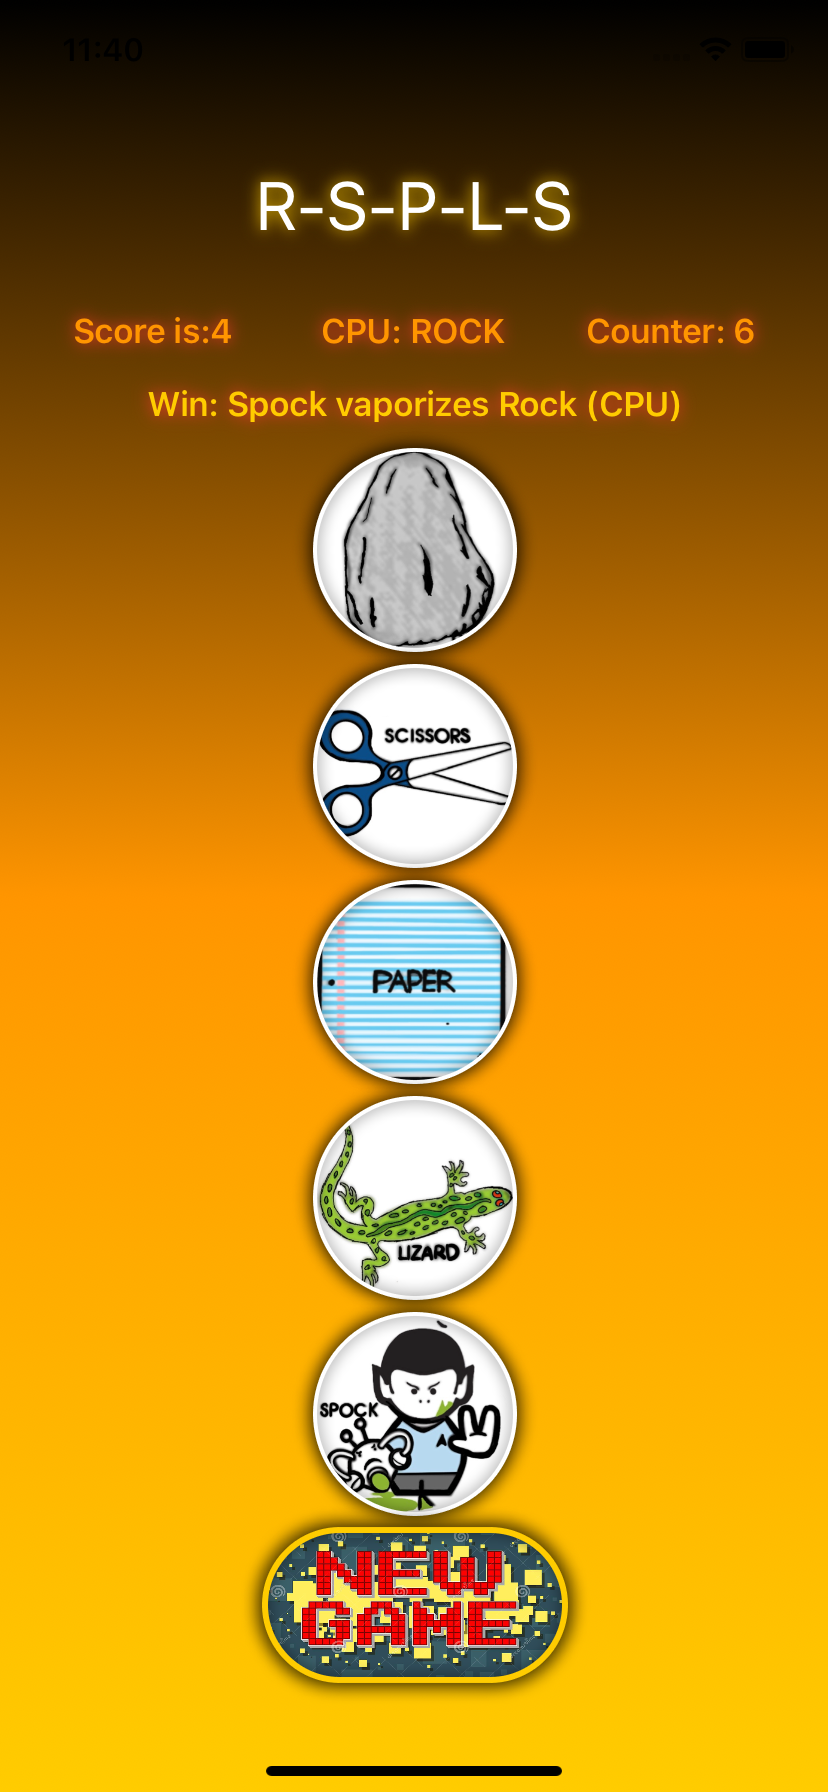 11:40
R-S-P-L-S
Score is:4 CPU: ROCK Counter: 6
Win: Spock vaporizes Rock (CPU)
SCISSORS
PAPER
LIZARD
SPOCK
NEW
GAME